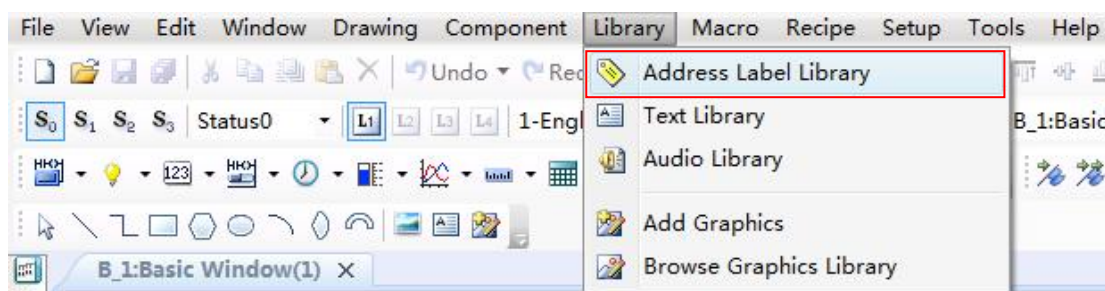 File View Edit Window Drawing Component Library Macro Recipe Setup Tools Help
Undo Rec Address Label Library
S0 S1 S2 S3 Status0 L1 L2 L3 L4 1-Engl Text Library B_1:Basic
Audio Library
123
Add Graphics
B_1:Basic Window(1) Browse Graphics Library